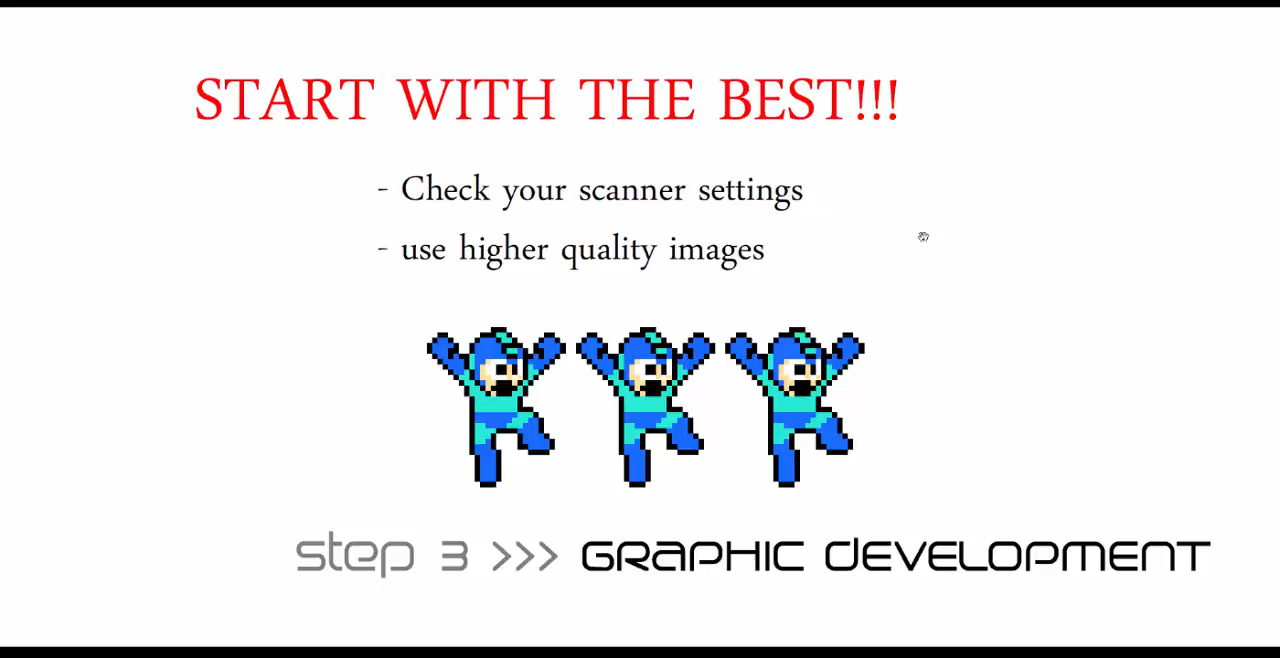 START WITH THE BEST!!!
- Check your scanner settings
- use higher quality images
step 3 >>> GRAPHIC DEVELOPMENT